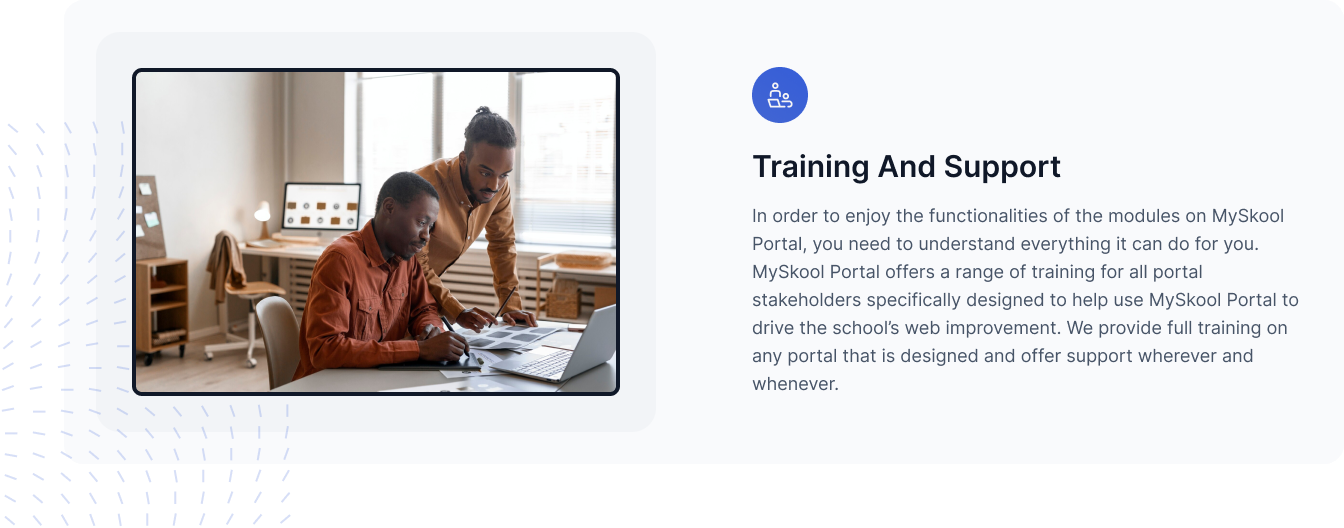 Training And Support
In order to enjoy the functionalities of the modules on MySkool
Portal, you need to understand everything it can do for you.
MySkool Portal offers a range of training for all portal
stakeholders specifically designed to help use MySkool Portal to
drive the school’s web improvement. We provide full training on
any portal that is designed and offer support wherever and
whenever.